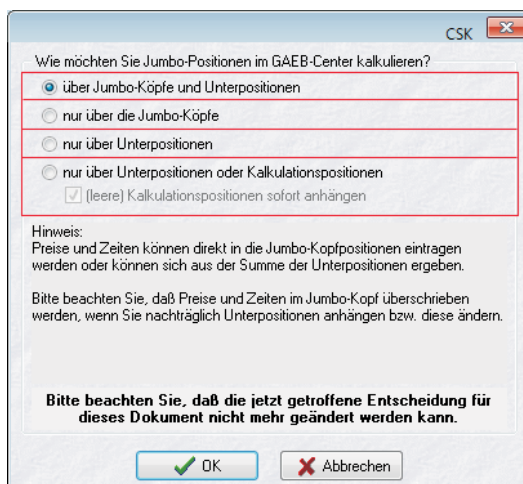 CSK
Wie möchten Sie Jumbo-Positionen im GAEB-Center kalkulieren?
über Jumbo-Köpfe und Unterpositionen
nur über die Jumbo-Köpfe
nur über Unterpositionen
nur über Unterpositionen oder Kalkulationspositionen
(leere) Kalkulationspositionen sofort anhängen
Hinweis:
Preise und Zeiten können direkt in die Jumbo-Kopfpositionen eintragen
werden oder können sich aus der Summe der Unterpositionen ergeben.
Bitte beachten Sie, daß Preise und Zeiten im Jumbo-Kopf überschrieben
werden, wenn Sie nachträglich Unterpositionen anhängen bzw. diese ändern.
Bitte beachten Sie, daß die jetzt getroffene Entscheidung für
dieses Dokument nicht mehr geändert werden kann.
OK
Abbrechen